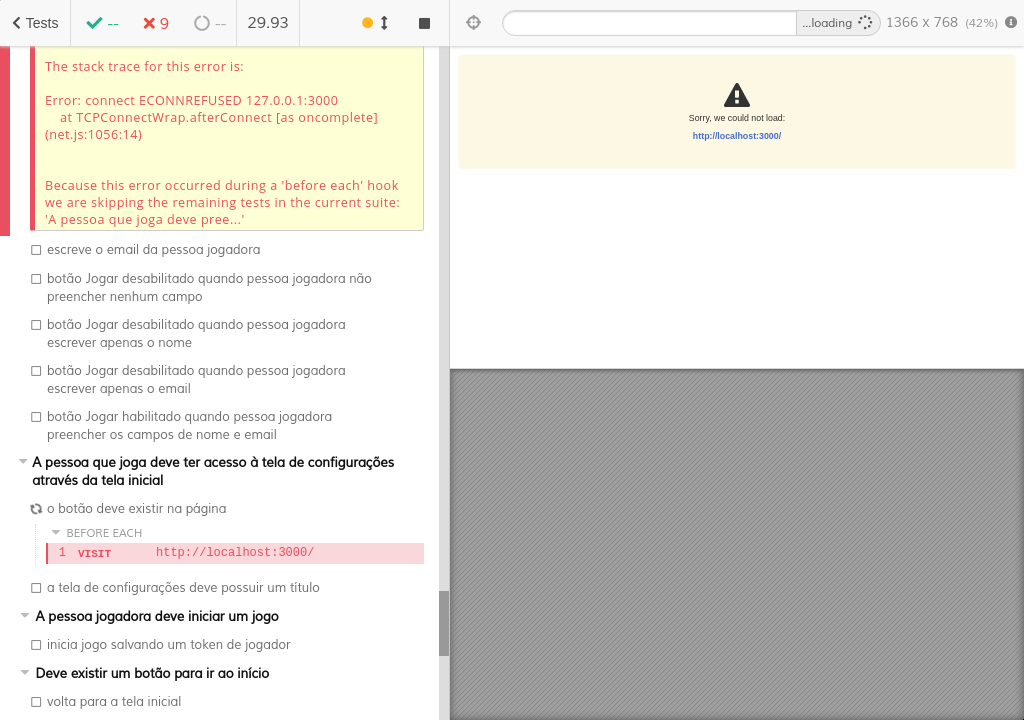 Tests -- 9 -- 29.93 ...loading 1366 x 768 (42%)
The stack trace for this error is:
Error: connect ECONNREFUSED 127.0.0.1:3000
at TCPConnectWrap.afterConnect [as oncomplete]
(net.js:1056:14)
Because this error occurred during a 'before each' hook
we are skipping the remaining tests in the current suite:
'A pessoa que joga deve pree...'
escreve o email da pessoa jogadora
botão Jogar desabilitado quando pessoa jogadora não
preencher nenhum campo
botão Jogar desabilitado quando pessoa jogadora
escrever apenas o nome
botão Jogar desabilitado quando pessoa jogadora
escrever apenas o email
botão Jogar habilitado quando pessoa jogadora
preencher os campos de nome e email
A pessoa que joga deve ter acesso à tela de configurações
através da tela inicial
o botão deve existir na página
BEFORE EACH
1 VISIT http://localhost:3000/
a tela de configurações deve possuir um título
A pessoa jogadora deve iniciar um jogo
inicia jogo salvando um token de jogador
Deve existir um botão para ir ao início
volta para a tela inicial
Sorry, we could not load:
http://localhost:3000/